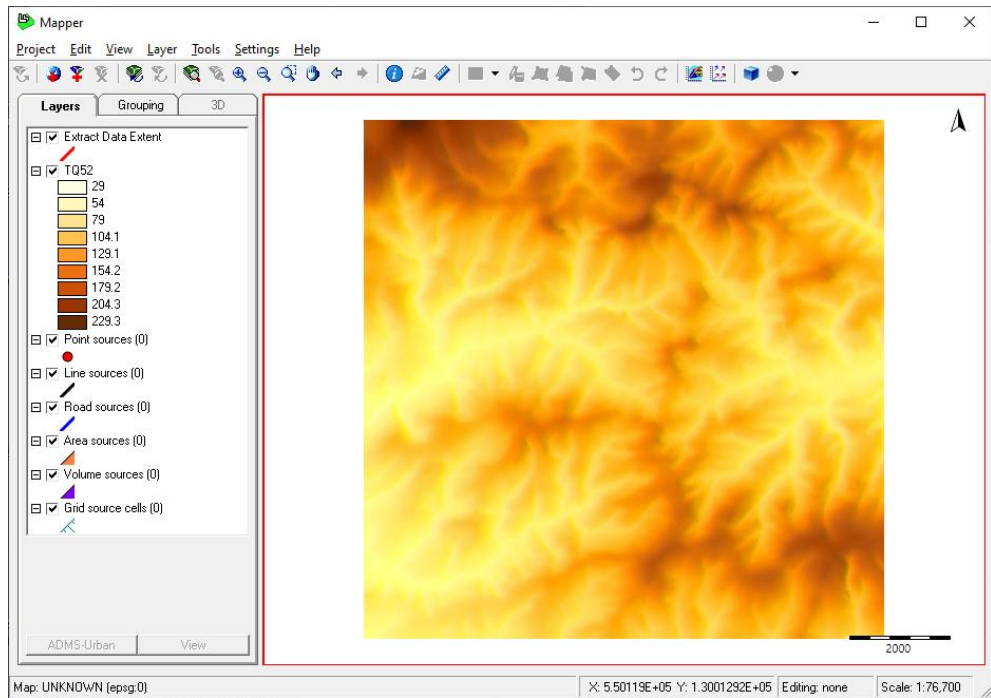 Mapper
Project Edit View Layer Tools Settings Help
Layers Grouping 3D
Extract Data Extent
TQ52
29
54
79
104.1
129.1
154.2
179.2
204.3
229.3
Point sources (0)
Line sources (0)
Road sources (0)
Area sources (0)
Volume sources (0)
Grid source cells (0)
2000
ADMS-Urban View
Map: UNKNOWN (epsg:0) X: 5.50119E+05 Y: 1.3001292E+05 Editing: none Scale: 1:76,700